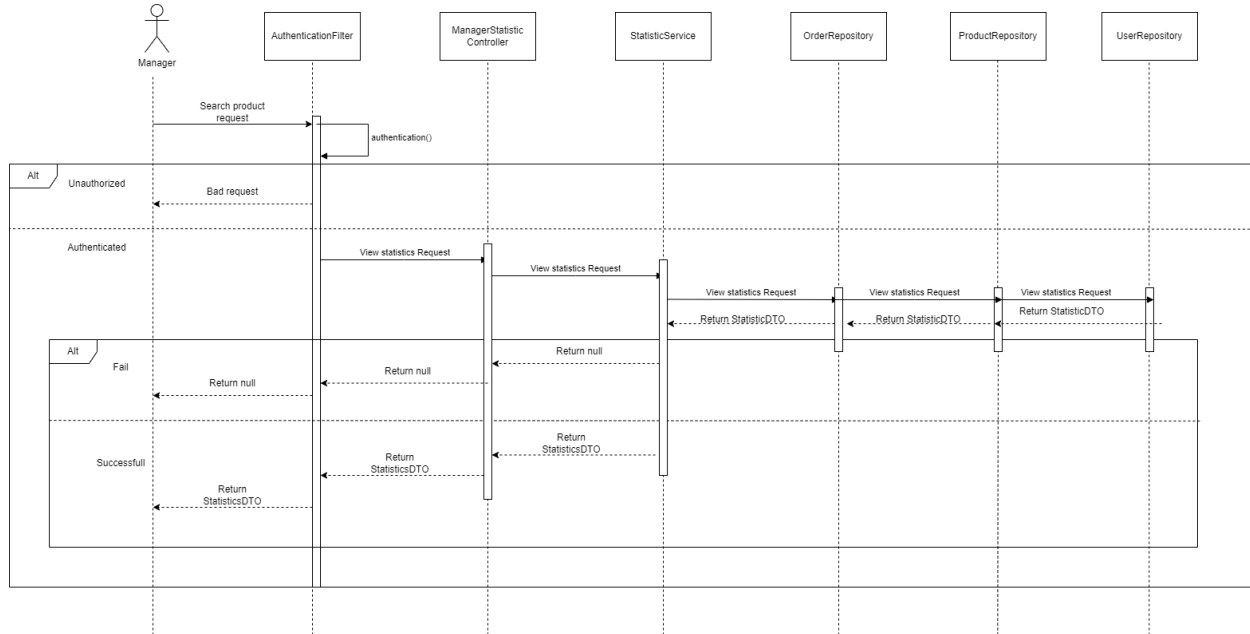 AuthenticationFilter
ManagerStatistic
Controller
StatisticService
OrderRepository
ProductRepository
UserRepository
Manager
Search product
request
authentication()
Alt
Unauthorized
Bad request
Authenticated
View statistics Request
View statistics Request
View statistics Request
View statistics Request
View statistics Request
Return StatisticDTO
Return StatisticDTO
Return StatisticDTO
Alt
Fail
Return null
Return null
Return null
Successfull
Return
StatisticsDTO
Return
StatisticsDTO
Return
StatisticsDTO